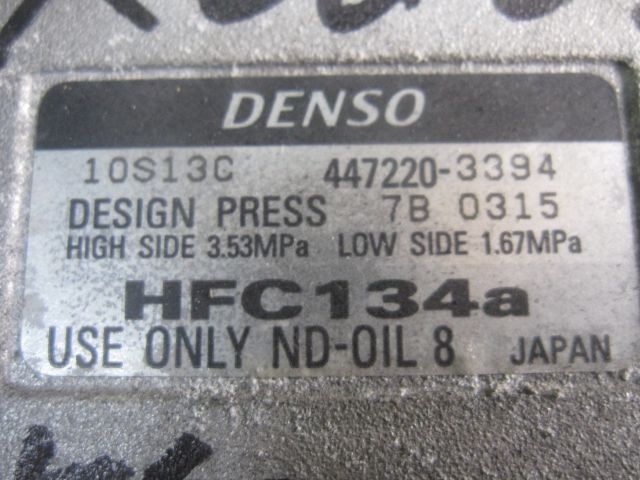 DENSO
10S13C 447220-3394
DESIGN PRESS 7B 0315
HIGH SIDE 3.53MPa LOW SIDE 1.67MPa
HFC134a
USE ONLY ND-OIL 8 JAPAN